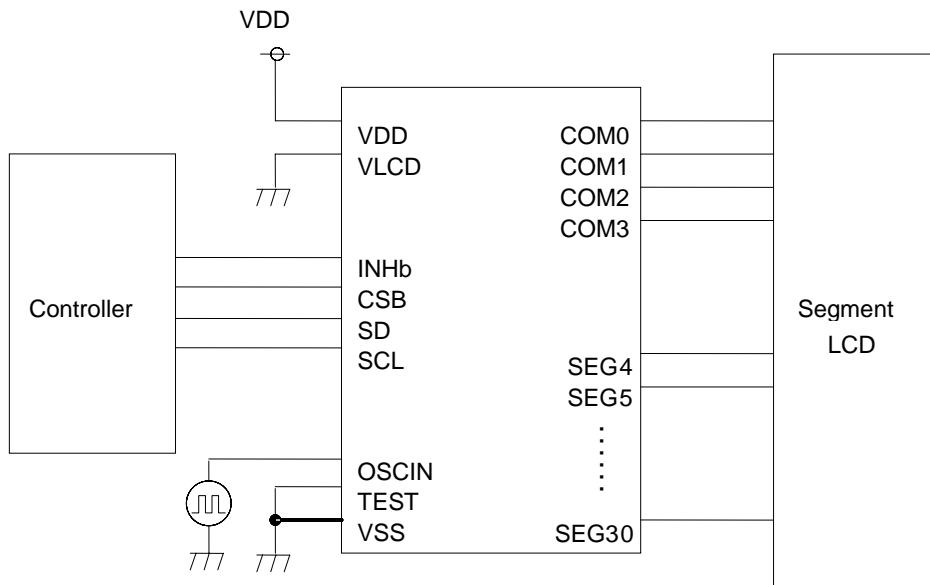 VDD
VDD
VLCD
COM0
COM1
COM2
COM3
Controller
INHb
CSB
SD
SCL
Segment
LCD
SEG4
SEG5
OSCIN
TEST
VSS
SEG30